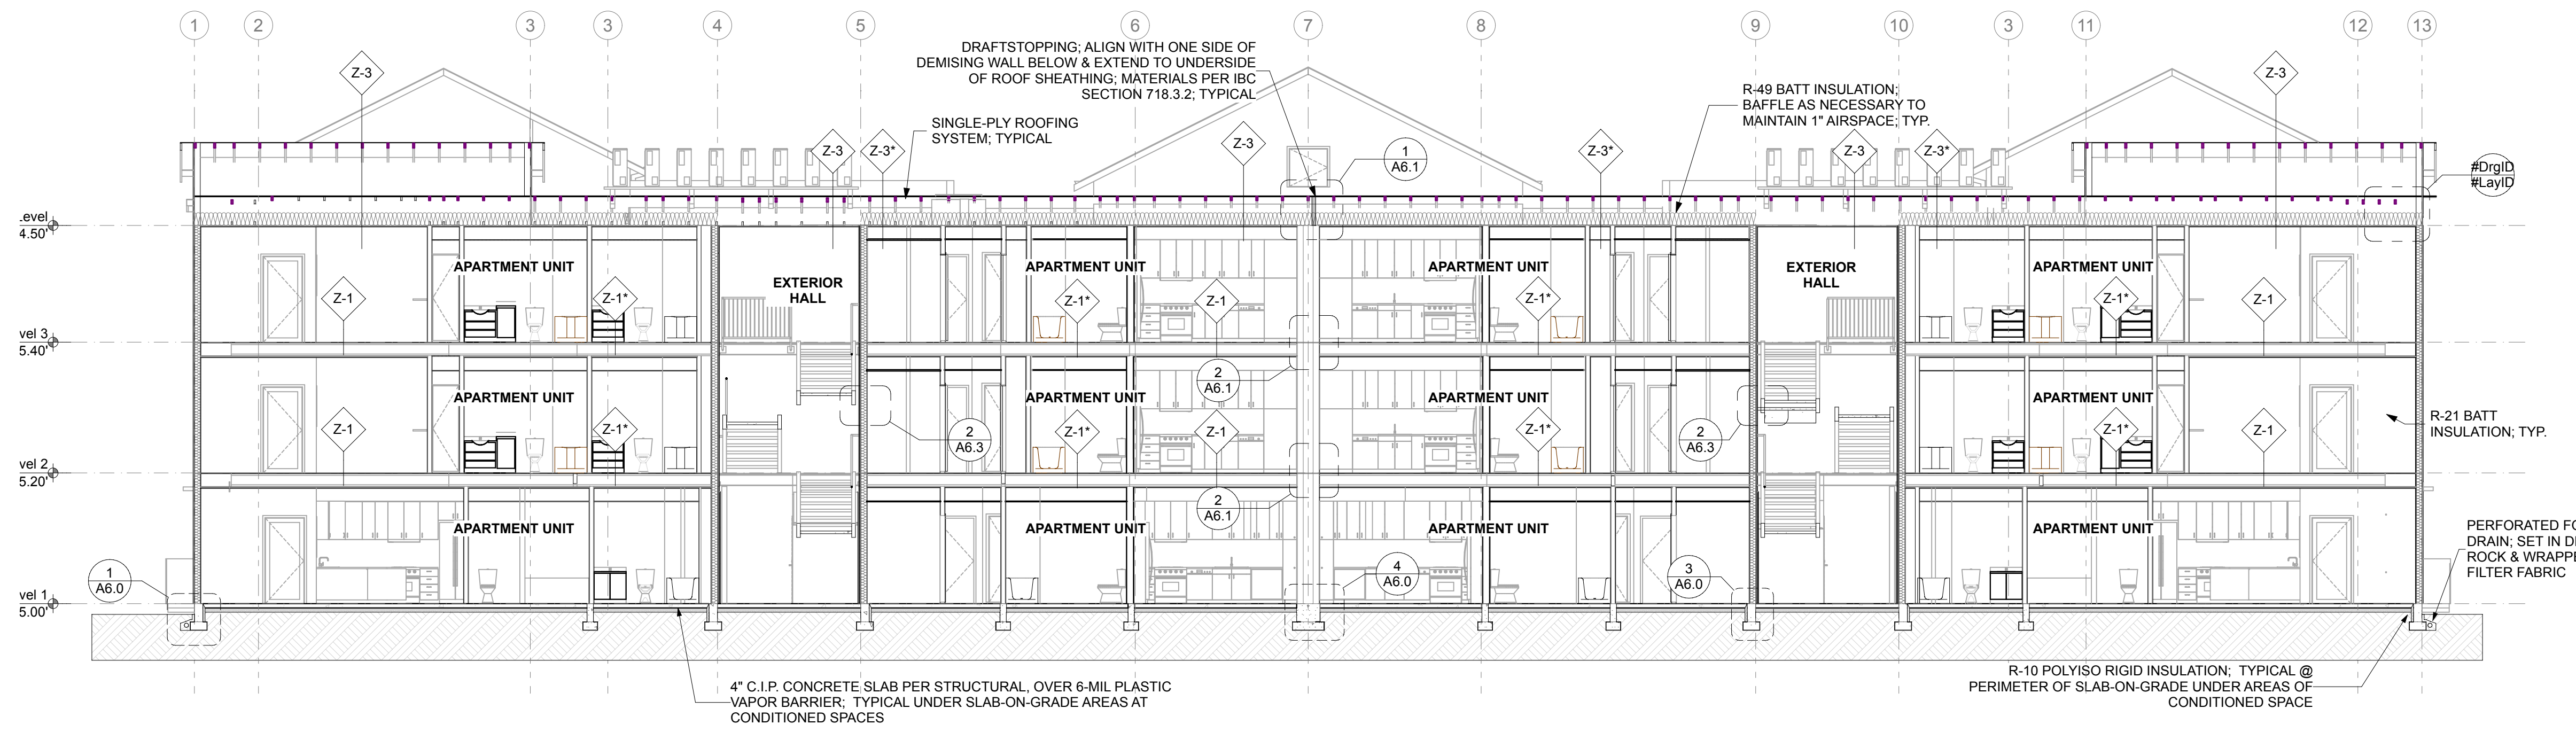 1
2
3
3
4
5
6
7
8
9
10
3
11
12
13
DRAFTSTOPPING; ALIGN WITH ONE SIDE OF
DEMISING WALL BELOW & EXTEND TO UNDERSIDE
OF ROOF SHEATHING; MATERIALS PER IBC
SECTION 718.3.2; TYPICAL
SINGLE-PLY ROOFING
SYSTEM; TYPICAL
R-49 BATT INSULATION;
BAFFLE AS NECESSARY TO
MAINTAIN 1" AIRSPACE; TYP.
Z-3
Z-3
Z-3*
Z-3
1
A6.1
Z-3*
Z-3
Z-3*
Z-3
#DrgID
#LayID
.evel
4.50'
APARTMENT UNIT
EXTERIOR
HALL
APARTMENT UNIT
APARTMENT UNIT
EXTERIOR
HALL
APARTMENT UNIT
Z-1
Z-1*
Z-1*
Z-1
Z-1*
Z-1*
Z-1
vel 3
5.40'
2
A6.1
APARTMENT UNIT
APARTMENT UNIT
APARTMENT UNIT
APARTMENT UNIT
Z-1
Z-1*
2
A6.3
Z-1*
Z-1
Z-1*
2
A6.3
Z-1*
Z-1
R-21 BATT
INSULATION; TYP.
vel 2
5.20'
2
A6.1
APARTMENT UNIT
APARTMENT UNIT
APARTMENT UNIT
APARTMENT UNIT
PERFORATED FO
DRAIN; SET IN D
ROCK & WRAPPE
FILTER FABRIC
1
A6.0
4
A6.0
3
A6.0
vel 1
5.00'
4" C.I.P. CONCRETE SLAB PER STRUCTURAL, OVER 6-MIL PLASTIC
VAPOR BARRIER; TYPICAL UNDER SLAB-ON-GRADE AREAS AT
CONDITIONED SPACES
R-10 POLYISO RIGID INSULATION; TYPICAL @
PERIMETER OF SLAB-ON-GRADE UNDER AREAS OF
CONDITIONED SPACE